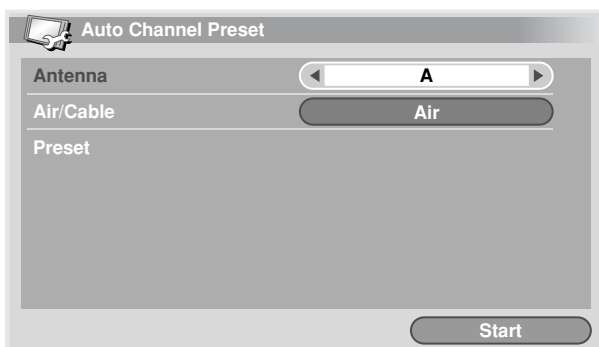 Auto Channel Preset
Antenna A
Air/Cable Air
Preset
Start